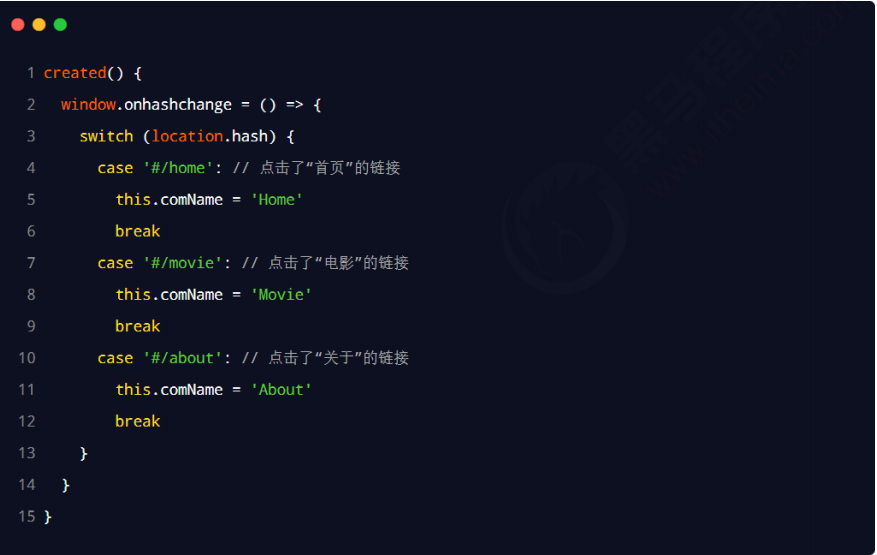 1 created() {
2 window.onhashchange = () => {
3 switch (location.hash) {
4 case '#/home': // 点击了“首页”的链接
5 this.comName = 'Home'
6 break
7 case '#/movie': // 点击了“电影”的链接
8 this.comName = 'Movie'
9 break
10 case '#/about': // 点击了“关于”的链接
11 this.comName = 'About'
12 break
13 }
14 }
15 }